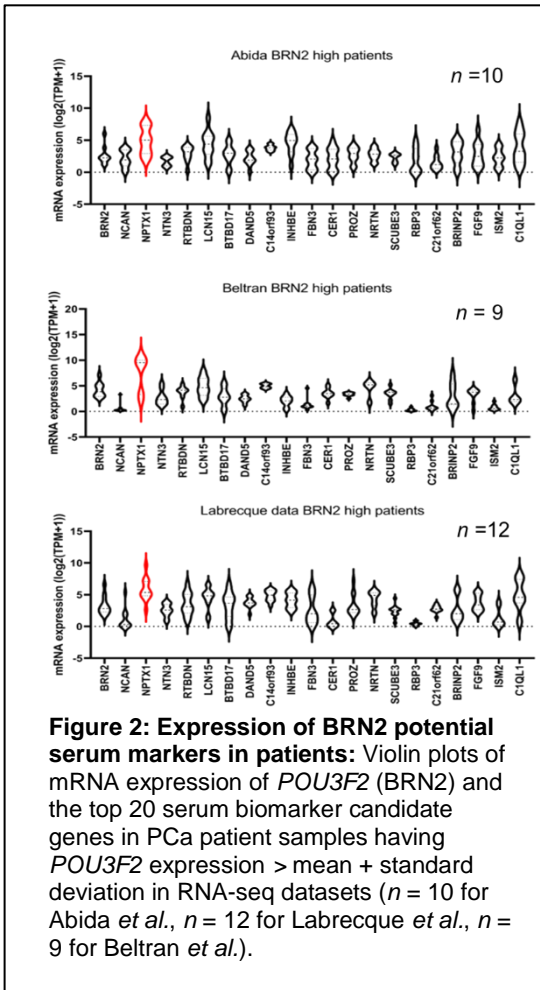 Abida BRN2 high patients
n =10
mRNA expression (log2(TPM+1))
15
10
5
0
-5
BRN2
NCAN
NPTX1
NTN3
RTBDN
LCN15
BTBD17
DAND5
C14orf93
INHBE
FBN3
CER1
PROZ
NRTN
SCUBE3
RBP3
C21orf62
BRINP2
FGF9
ISM2
C1QL1
Beltran BRN2 high patients
n = 9
mRNA expression (log2(TPM+1))
20
15
10
5
0
-5
BRN2
NCAN
NPTX1
NTN3
RTBDN
LCN15
BTBD17
DAND5
C14orf93
INHBE
FBN3
CER1
PROZ
NRTN
SCUBE3
RBP3
C21orf62
BRINP2
FGF9
ISM2
C1QL1
Labrecque data BRN2 high patients
n =12
mRNA expression (log2(TPM+1))
15
10
5
0
-5
BRN2
NCAN
NPTX1
NTN3
RTBDN
LCN15
BTBD17
DAND5
C14orf93
INHBE
FBN3
CER1
PROZ
NRTN
SCUBE3
RBP3
C21orf62
BRINP2
FGF9
ISM2
C1QL1
Figure 2: Expression of BRN2 potential
serum markers in patients: Violin plots of
mRNA expression of POU3F2 (BRN2) and
the top 20 serum biomarker candidate
genes in PCa patient samples having
POU3F2 expression > mean + standard
deviation in RNA-seq datasets (n = 10 for
Abida et al., n = 12 for Labrecque et al., n =
9 for Beltran et al.).